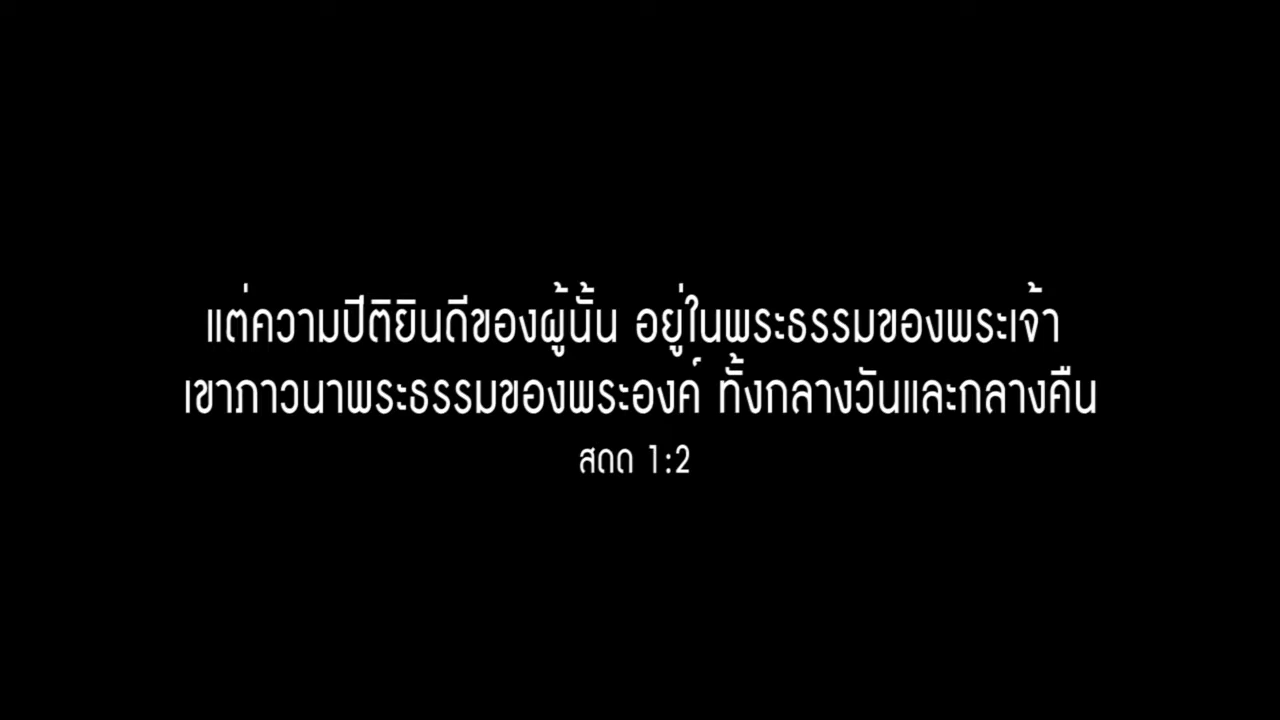 แต่ความปีติยินดีของผู้นั้น อยู่ในพระธรรมของพระเจ้า
เขาภาวนาพระธรรมของพระองค์ ทั้งกลางวันและกลางคืน
สดด 1:2